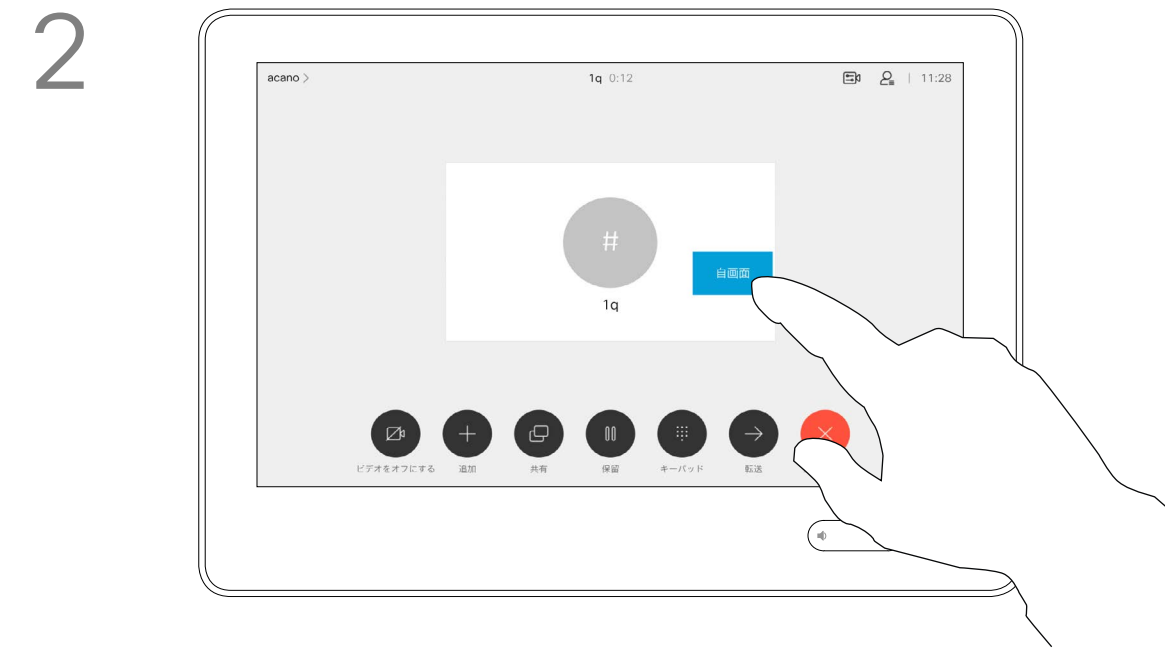 2
acano > 1q 0:12 11:28
#
自画面
1q
ビデオをオフにする 追加 共有 保留 キーパッド 転送